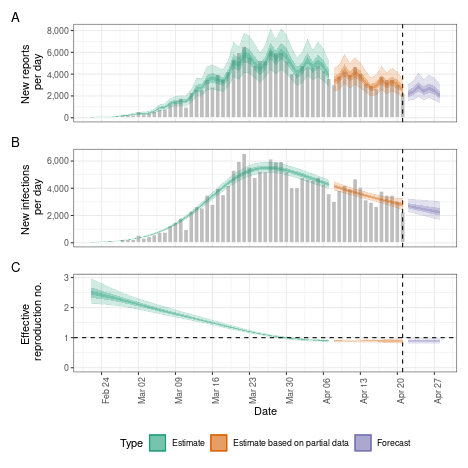 A
New reports
per day
8,000
6,000
4,000
2,000
0
B
New infections
per day
6,000
4,000
2,000
0
C
Effective
reproduction no.
3
2
1
0
Feb 24
Mar 02
Mar 09
Mar 16
Mar 23
Mar 30
Apr 06
Apr 13
Apr 20
Apr 27
Date
Type Estimate Estimate based on partial data Forecast